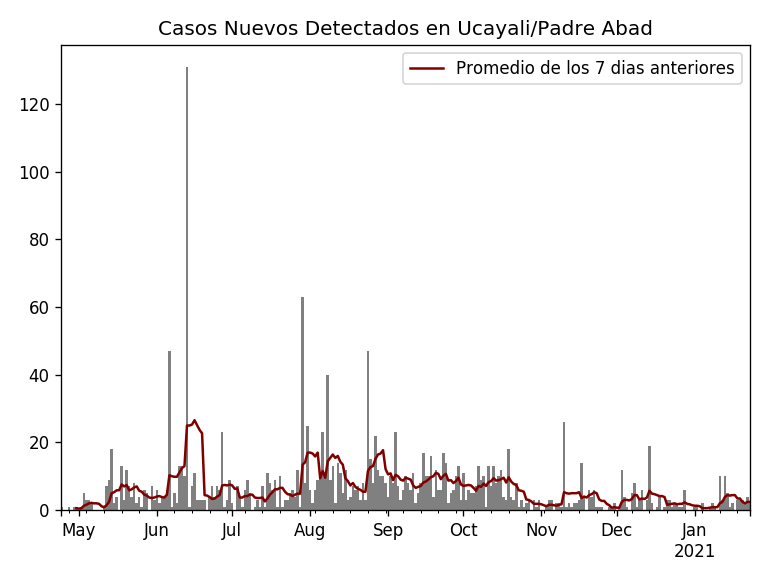 Casos Nuevos Detectados en Ucayali/Padre Abad
Promedio de los 7 dias anteriores
120
100
80
60
40
20
0
May Jun Jul Aug Sep Oct Nov Dec Jan
2021